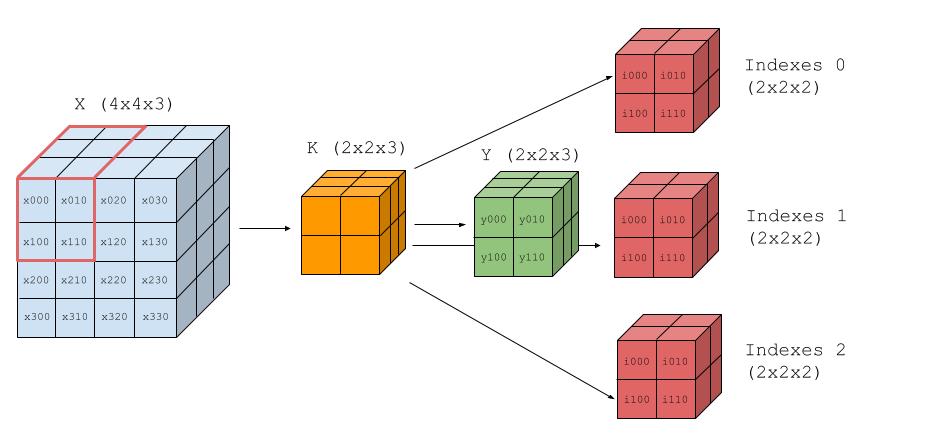 X (4x4x3)
x000 x010 x020 x030
x100 x110 x120 x130
x200 x210 x220 x230
x300 x310 x320 x330
K (2x2x3)
Y (2x2x3)
y000 y010
y100 y110
i000 i010
i100 i110
Indexes 0
(2x2x2)
i000 i010
i100 i110
Indexes 1
(2x2x2)
i000 i010
i100 i110
Indexes 2
(2x2x2)